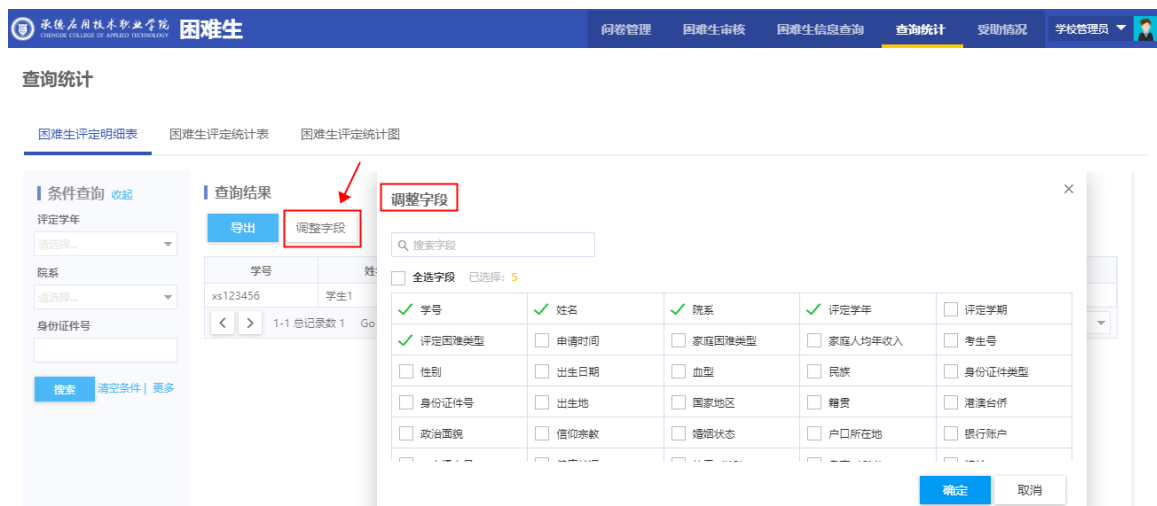 承德应用技术职业学院 困难生 问卷管理 困难生审核 困难生信息查询 查询统计 受助情况 学校管理员
CHENGDE COLLEGE OF APPLIED TECHNOLOGY
查询统计
困难生评定明细表 困难生评定统计表 困难生评定统计图
条件查询 收起
评定学年
请选择...
院系
请选择...
身份证件号
搜索 清空条件 | 更多
查询结果
导出 调整字段
学号 姓
xs123456 学生1
1-1 总记录数 1 Go
调整字段 ×
搜索字段
全选字段 已选择: 5
学号 姓名 院系 评定学年 评定学期
评定困难类型 申请时间 家庭困难类型 家庭人均年收入 考生号
性别 出生日期 血型 民族 身份证件类型
身份证件号 出生地 国家地区 籍贯 港澳台侨
政治面貌 信仰宗教 婚姻状态 户口所在地 银行账户
确定 取消